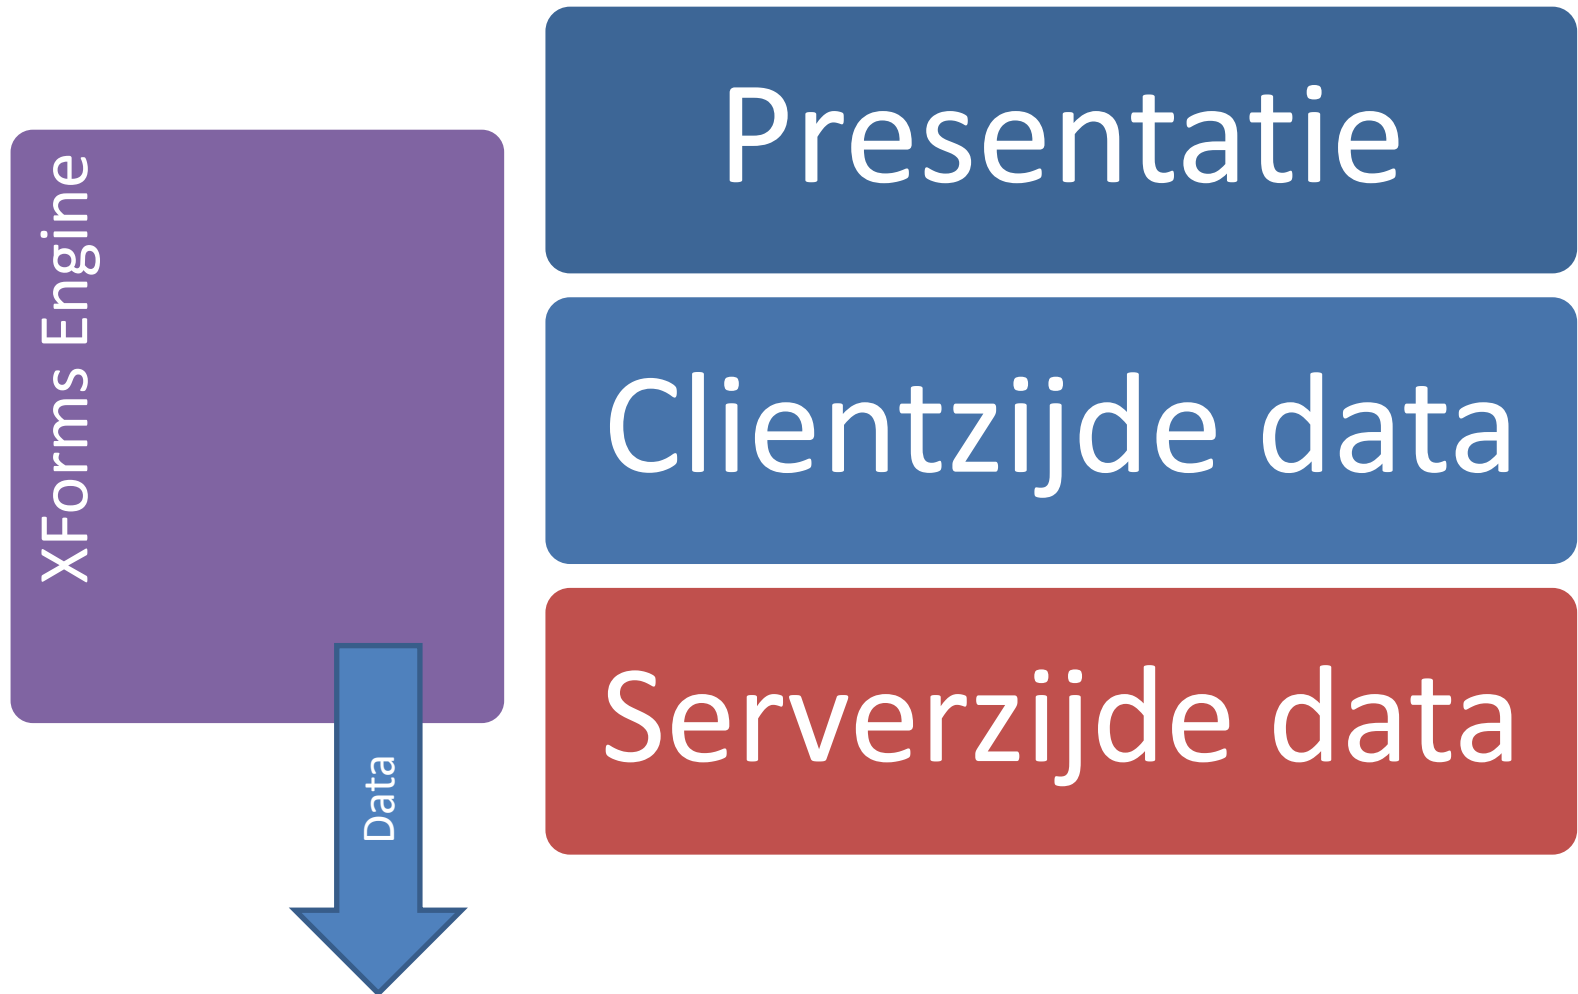 XForms Engine
Data
Presentatie
Clientzijde data
Serverzijde data